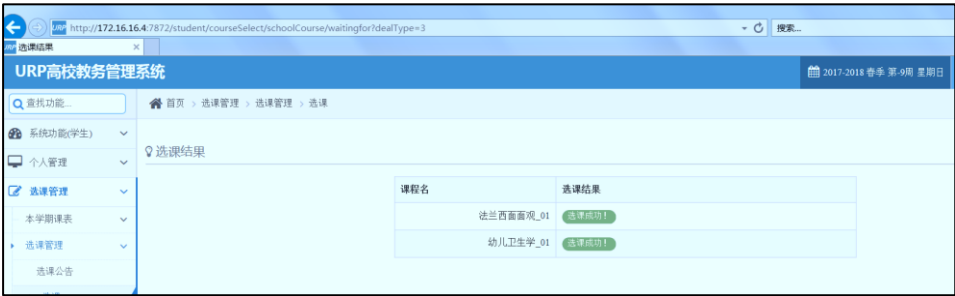 URP http://172.16.16.4:7872/student/courseSelect/schoolCourse/waitingfor?dealType=3
搜索...
URP 选课结果 ×
URP高校教务管理系统
2017-2018 春季 第-9周 星期日
查找功能...
首页 > 选课管理 > 选课管理 > 选课
系统功能(学生)
个人管理
选课结果
选课管理
课程名 选课结果
本学期课表
法兰西面面观_01 选课成功!
选课管理
幼儿卫生学_01 选课成功!
选课公告